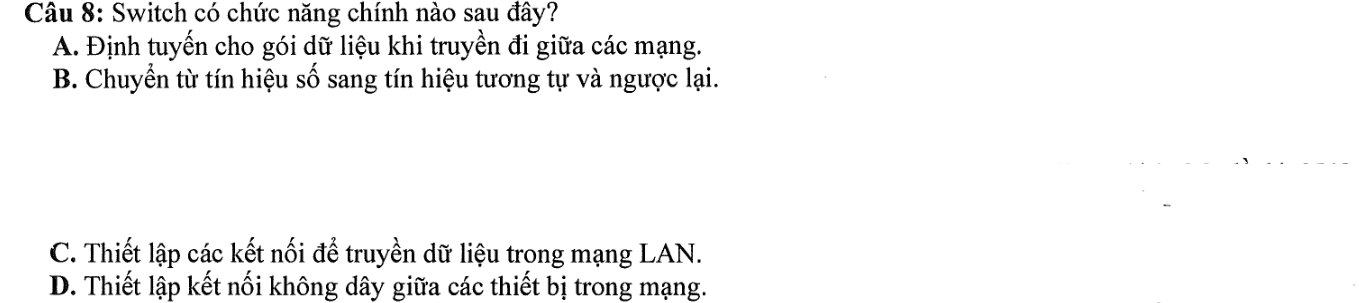 Câu 8: Switch có chức năng chính nào sau đây?
A. Định tuyến cho gói dữ liệu khi truyền đi giữa các mạng.
B. Chuyển từ tín hiệu số sang tín hiệu tương tự và ngược lại.
C. Thiết lập các kết nối để truyền dữ liệu trong mạng LAN.
D. Thiết lập kết nối không dây giữa các thiết bị trong mạng.